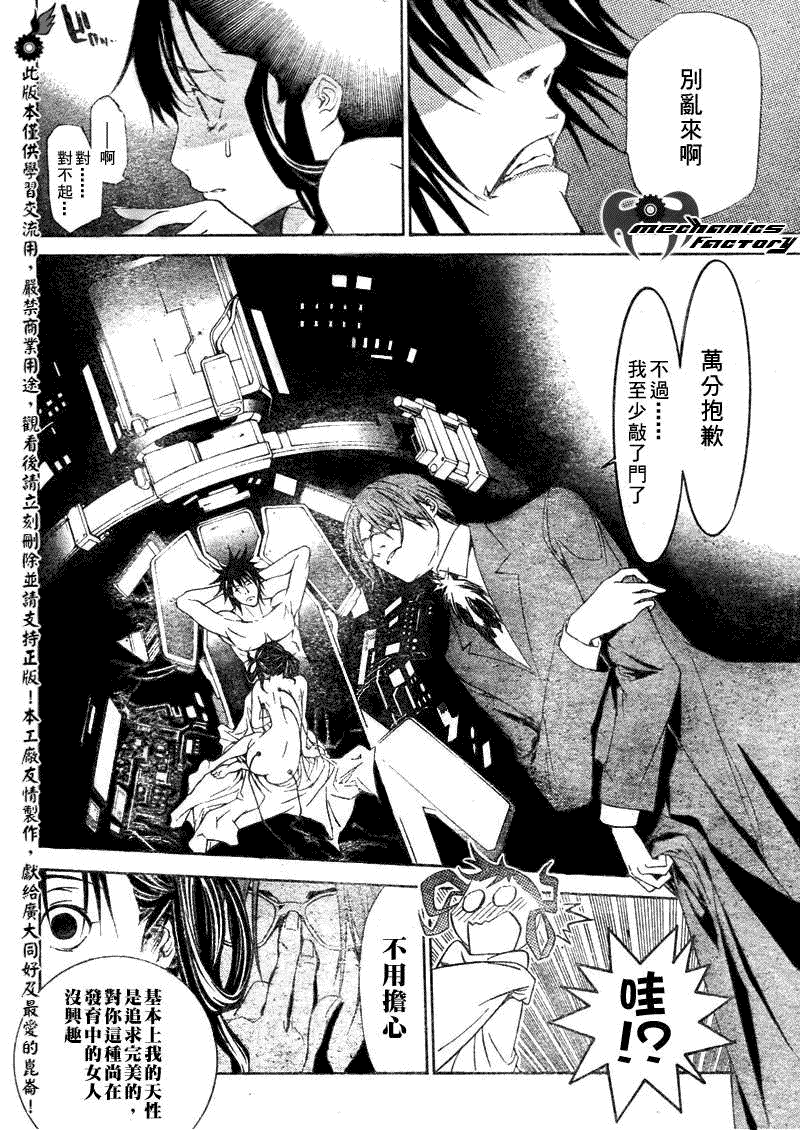 別亂來啊
mechanics
factory
ビ
──啊
對……
對不起…
萬分抱歉
不過……
我至少敲了門了
哇!?
不用擔心
基本上我的天性
是追求完美的，
對你這種尚在
發育中的女人
沒興趣
此版本僅供學習交流用，嚴禁商業用途，觀看後請立刻刪除並請支持正版！本工廠友情製作，獻給廣大同好及最愛的崑崙！